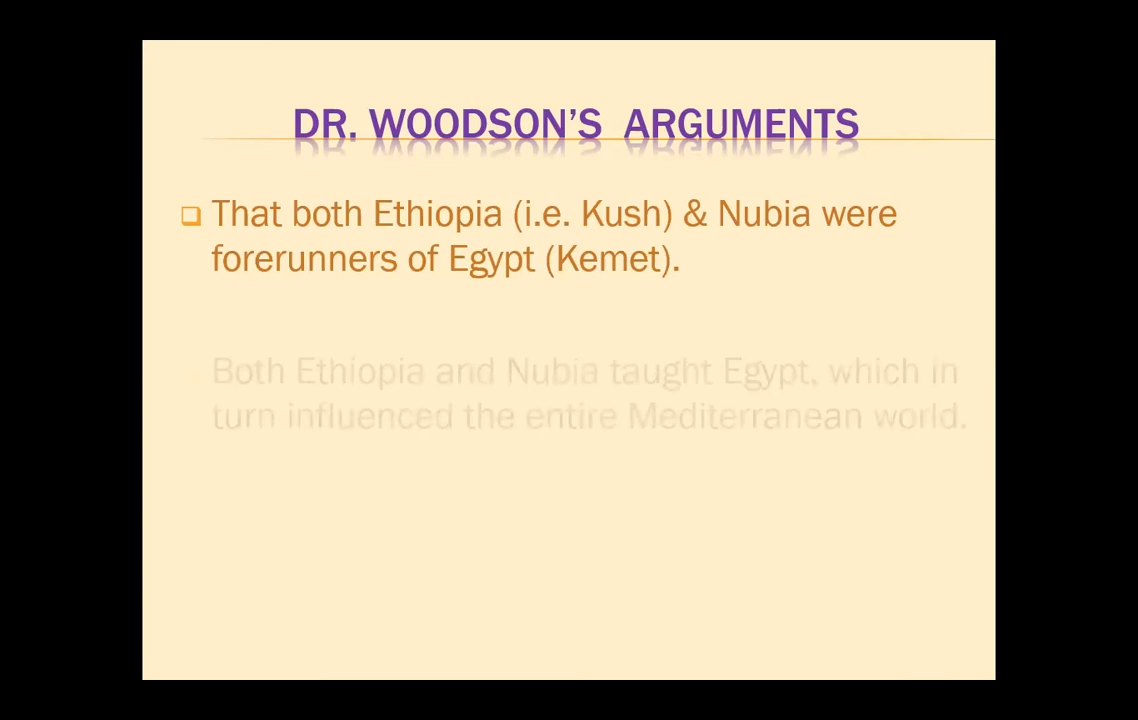 DR. WOODSON’S ARGUMENTS
That both Ethiopia (i.e. Kush) & Nubia were
forerunners of Egypt (Kemet).
Both Ethiopia and Nubia taught Egypt, which in
turn influenced the entire Mediterranean world.